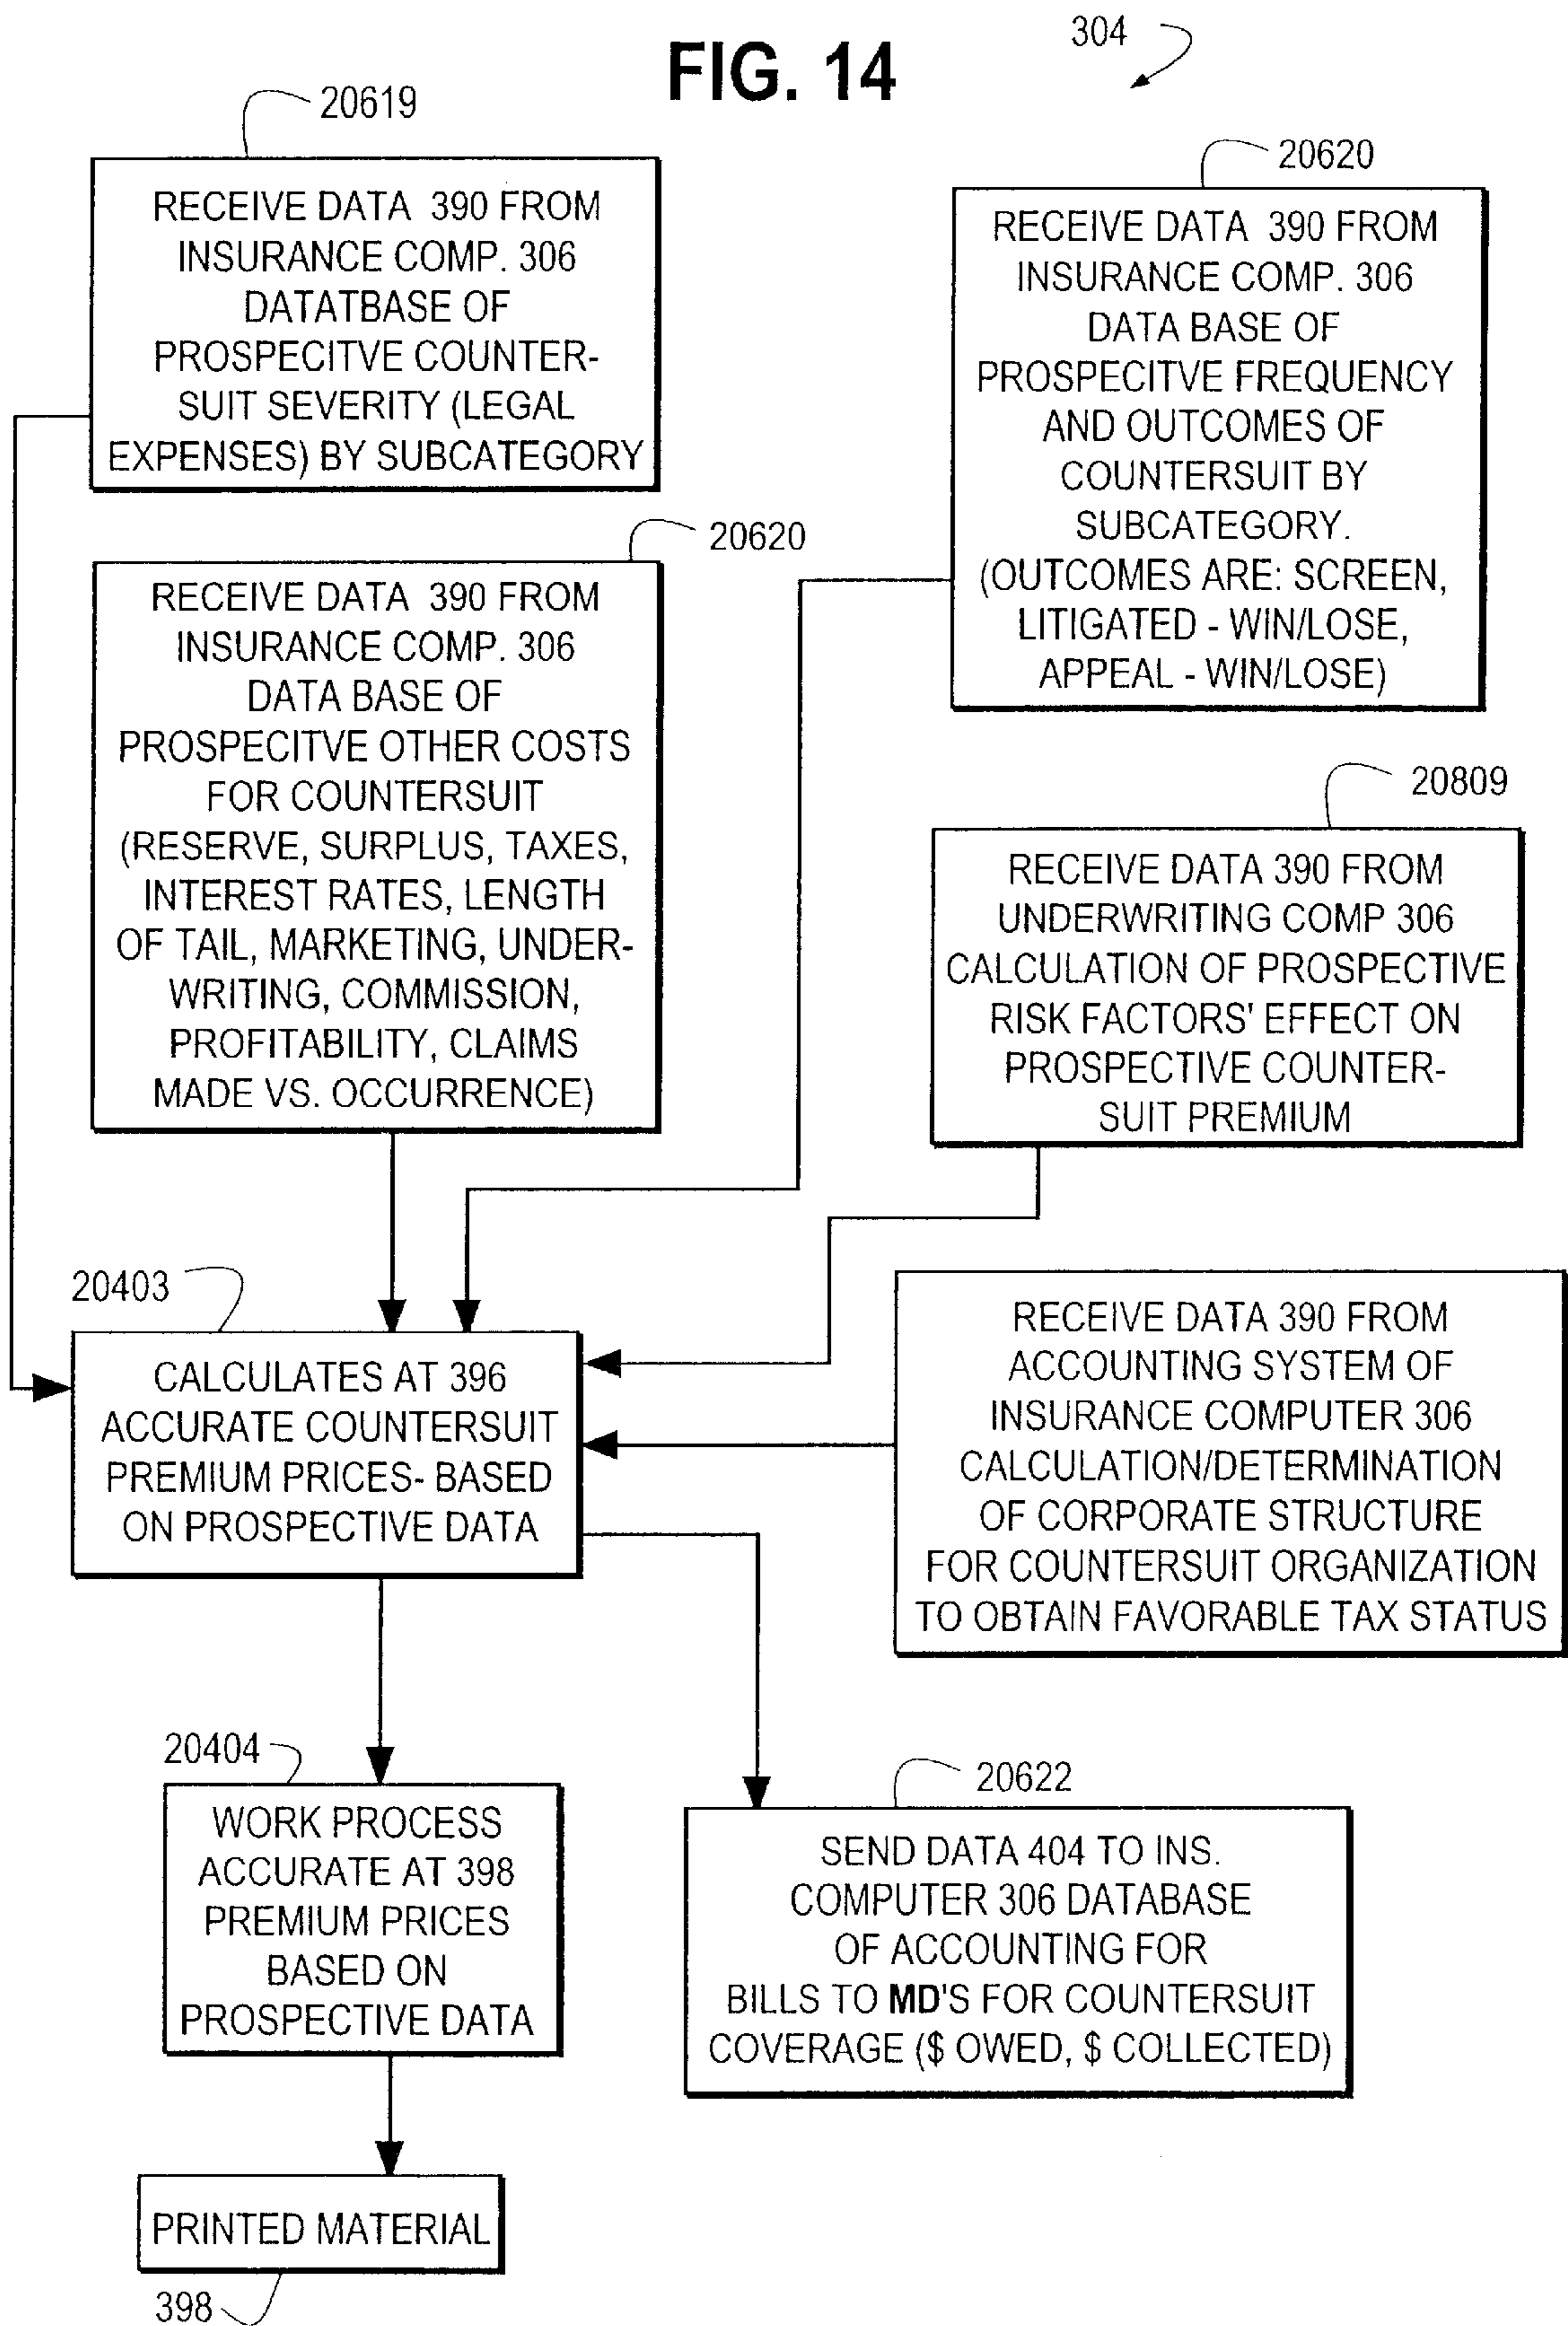 FIG. 14
304
20619
RECEIVE DATA 390 FROM
INSURANCE COMP. 306
DATATBASE OF
PROSPECITVE COUNTER-
SUIT SEVERITY (LEGAL
EXPENSES) BY SUBCATEGORY
20620
RECEIVE DATA 390 FROM
INSURANCE COMP. 306
DATA BASE OF
PROSPECITVE FREQUENCY
AND OUTCOMES OF
COUNTERSUIT BY
SUBCATEGORY.
(OUTCOMES ARE: SCREEN,
LITIGATED - WIN/LOSE,
APPEAL - WIN/LOSE)
20620
RECEIVE DATA 390 FROM
INSURANCE COMP. 306
DATA BASE OF
PROSPECITVE OTHER COSTS
FOR COUNTERSUIT
(RESERVE, SURPLUS, TAXES,
INTEREST RATES, LENGTH
OF TAIL, MARKETING, UNDER-
WRITING, COMMISSION,
PROFITABILITY, CLAIMS
MADE VS. OCCURRENCE)
20809
RECEIVE DATA 390 FROM
UNDERWRITING COMP 306
CALCULATION OF PROSPECTIVE
RISK FACTORS' EFFECT ON
PROSPECTIVE COUNTER-
SUIT PREMIUM
20403
CALCULATES AT 396
ACCURATE COUNTERSUIT
PREMIUM PRICES- BASED
ON PROSPECTIVE DATA
RECEIVE DATA 390 FROM
ACCOUNTING SYSTEM OF
INSURANCE COMPUTER 306
CALCULATION/DETERMINATION
OF CORPORATE STRUCTURE
FOR COUNTERSUIT ORGANIZATION
TO OBTAIN FAVORABLE TAX STATUS
20404
WORK PROCESS
ACCURATE AT 398
PREMIUM PRICES
BASED ON
PROSPECTIVE DATA
20622
SEND DATA 404 TO INS.
COMPUTER 306 DATABASE
OF ACCOUNTING FOR
BILLS TO MD'S FOR COUNTERSUIT
COVERAGE ($ OWED, $ COLLECTED)
PRINTED MATERIAL
398